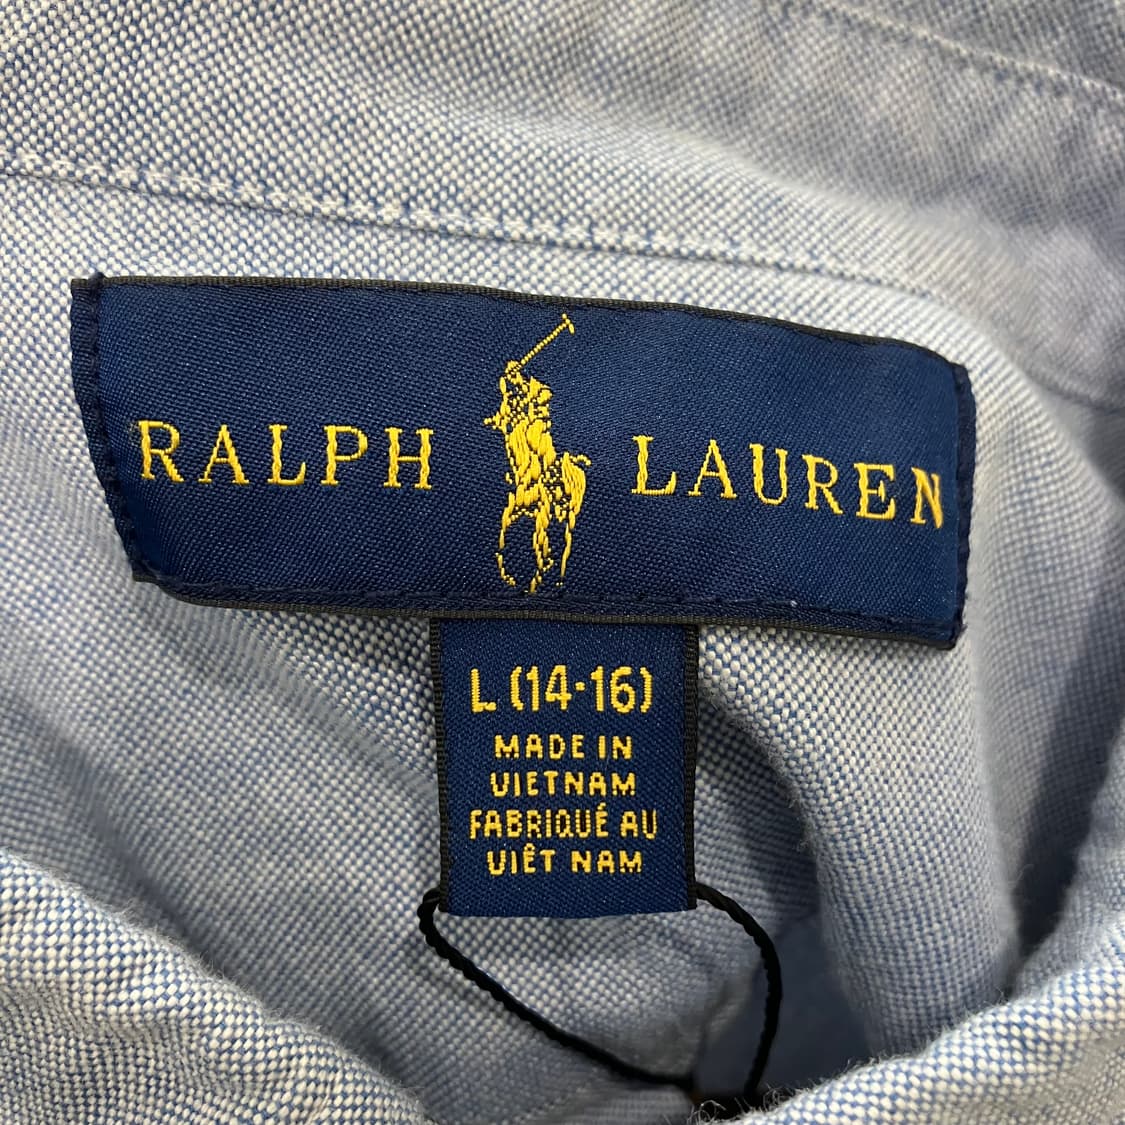 RALPH LAUREN
L (14-16)
MADE IN
VIETNAM
FABRIQUÉ AU
VIÊT NAM